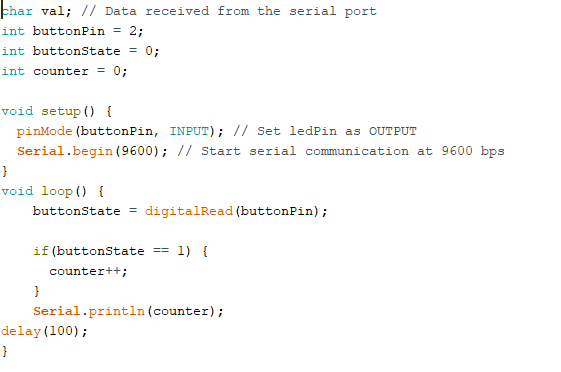 char val; // Data received from the serial port
int buttonPin = 2;
int buttonState = 0;
int counter = 0;

void setup() {
  pinMode(buttonPin, INPUT); // Set ledPin as OUTPUT
  Serial.begin(9600); // Start serial communication at 9600 bps
}
void loop() {
    buttonState = digitalRead(buttonPin);

    if(buttonState == 1) {
      counter++;
    }
    Serial.println(counter);
delay(100);
}